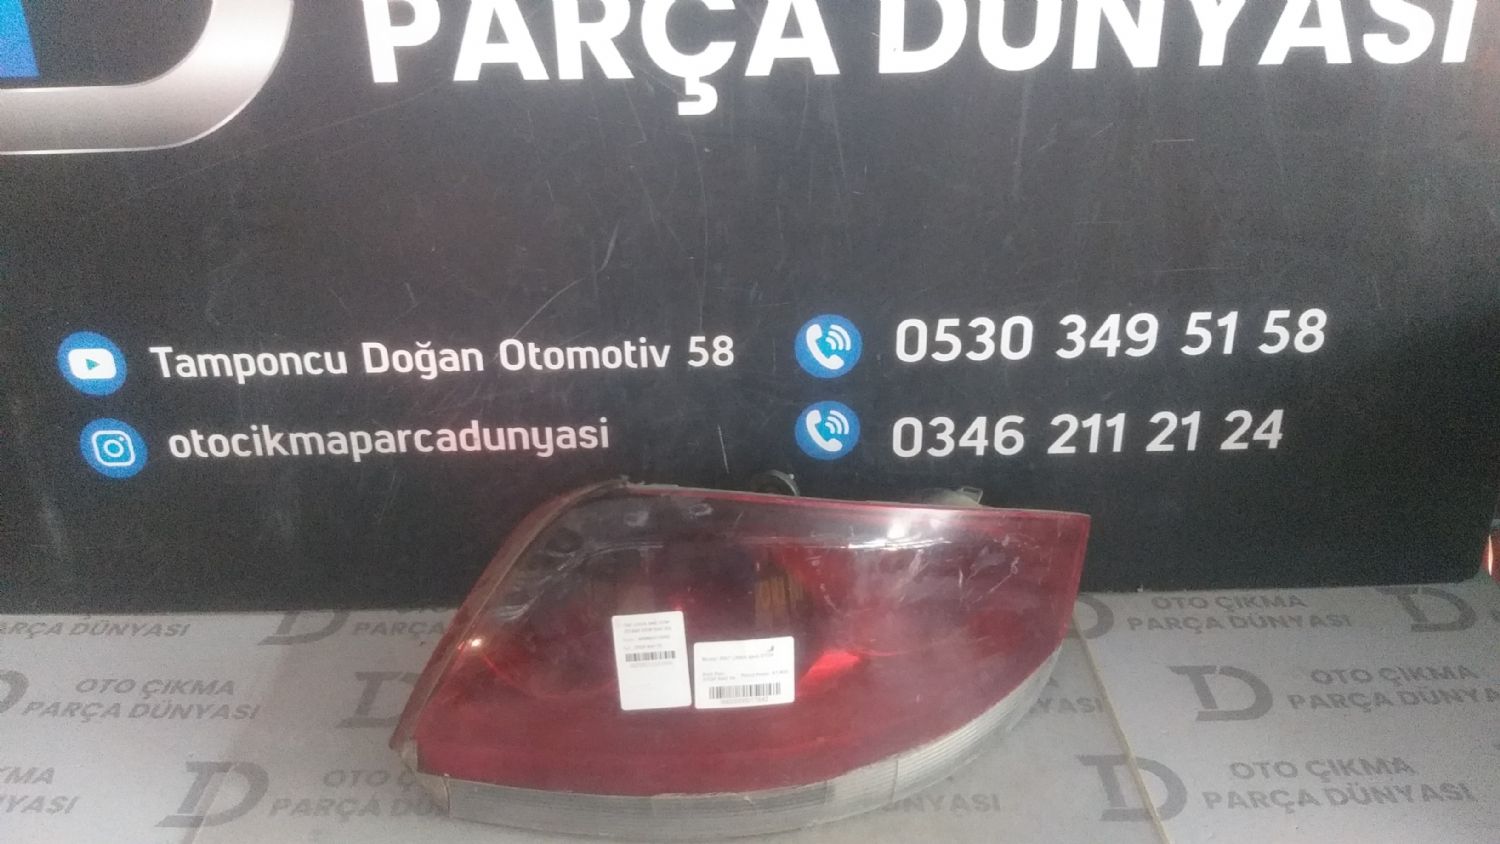 PARÇA DÜNYASI
Tamponcu Doğan Otomotiv 58
otocikmaparcadunyasi
0530 349 51 58
0346 211 21 24
OTO ÇIKMA
PARÇA DÜNYASI
OTO ÇIKMA
PARÇA DÜNYASI
OTO ÇIKMA
PARÇA DÜNYASI
OTO ÇIKMA
PARÇA DÜNYASI